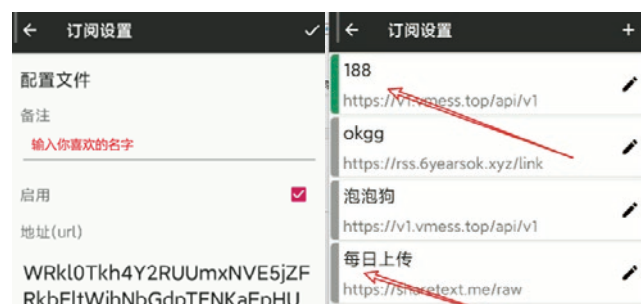 订阅设置
配置文件
备注
输入你喜欢的名字
启用
地址(url)
WRkl0Tkh4Y2RUUmxNVE5jZF
订阅设置
188
https://v1.vmess.top/api/v1
okgg
https://rss.6yearsok.xyz/link
泡泡狗
https://v1.vmess.top/api/v1
每日上传
https://sharetext.me/raw